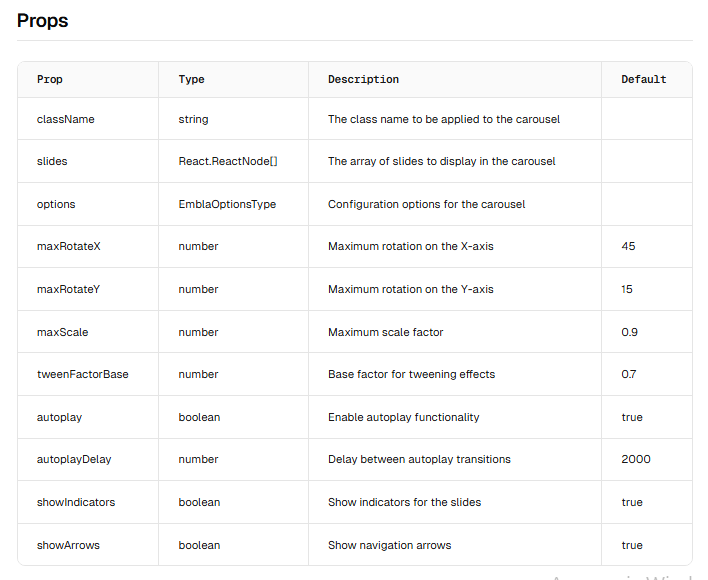 Props
Prop Type Description Default
className string The class name to be applied to the carousel
slides React.ReactNode[] The array of slides to display in the carousel
options EmblaOptionsType Configuration options for the carousel
maxRotateX number Maximum rotation on the X-axis 45
maxRotateY number Maximum rotation on the Y-axis 15
maxScale number Maximum scale factor 0.9
tweenFactorBase number Base factor for tweening effects 0.7
autoplay boolean Enable autoplay functionality true
autoplayDelay number Delay between autoplay transitions 2000
showIndicators boolean Show indicators for the slides true
showArrows boolean Show navigation arrows true